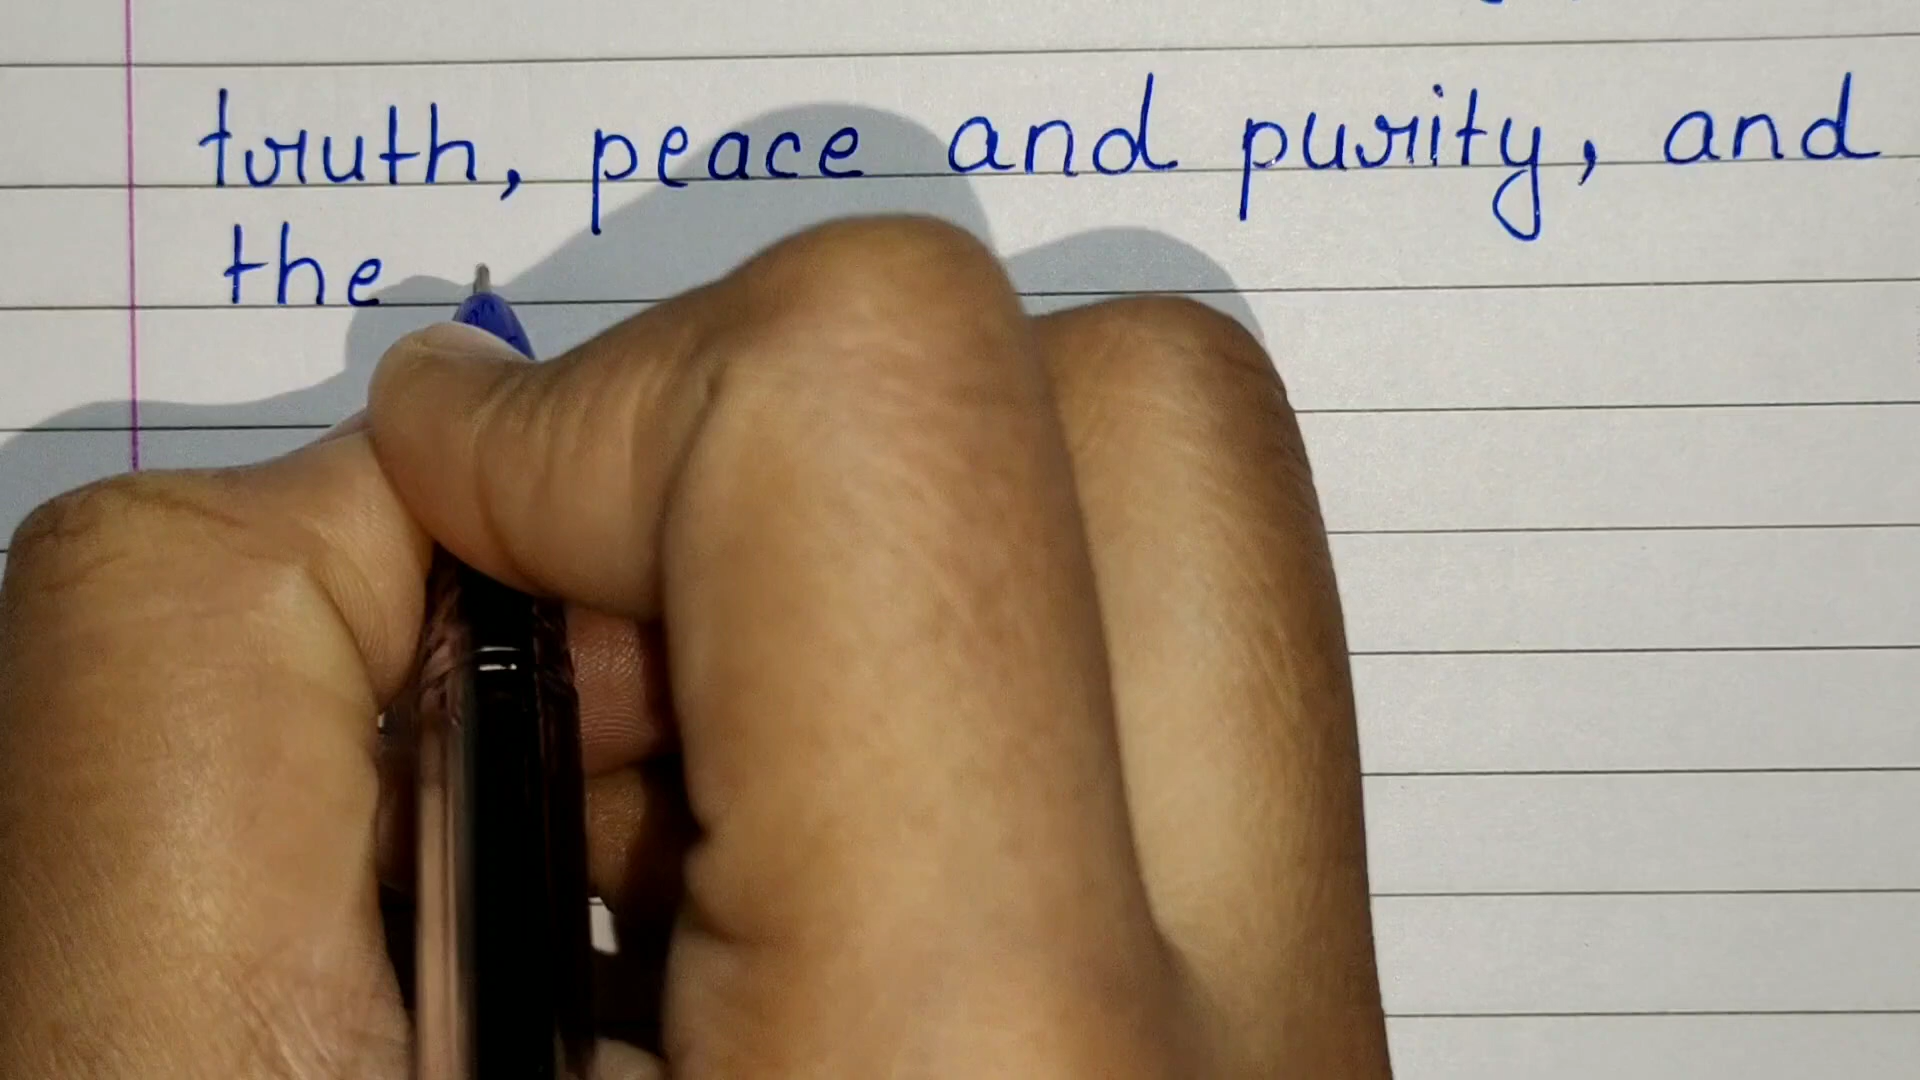 truth, peace and purity, and
the